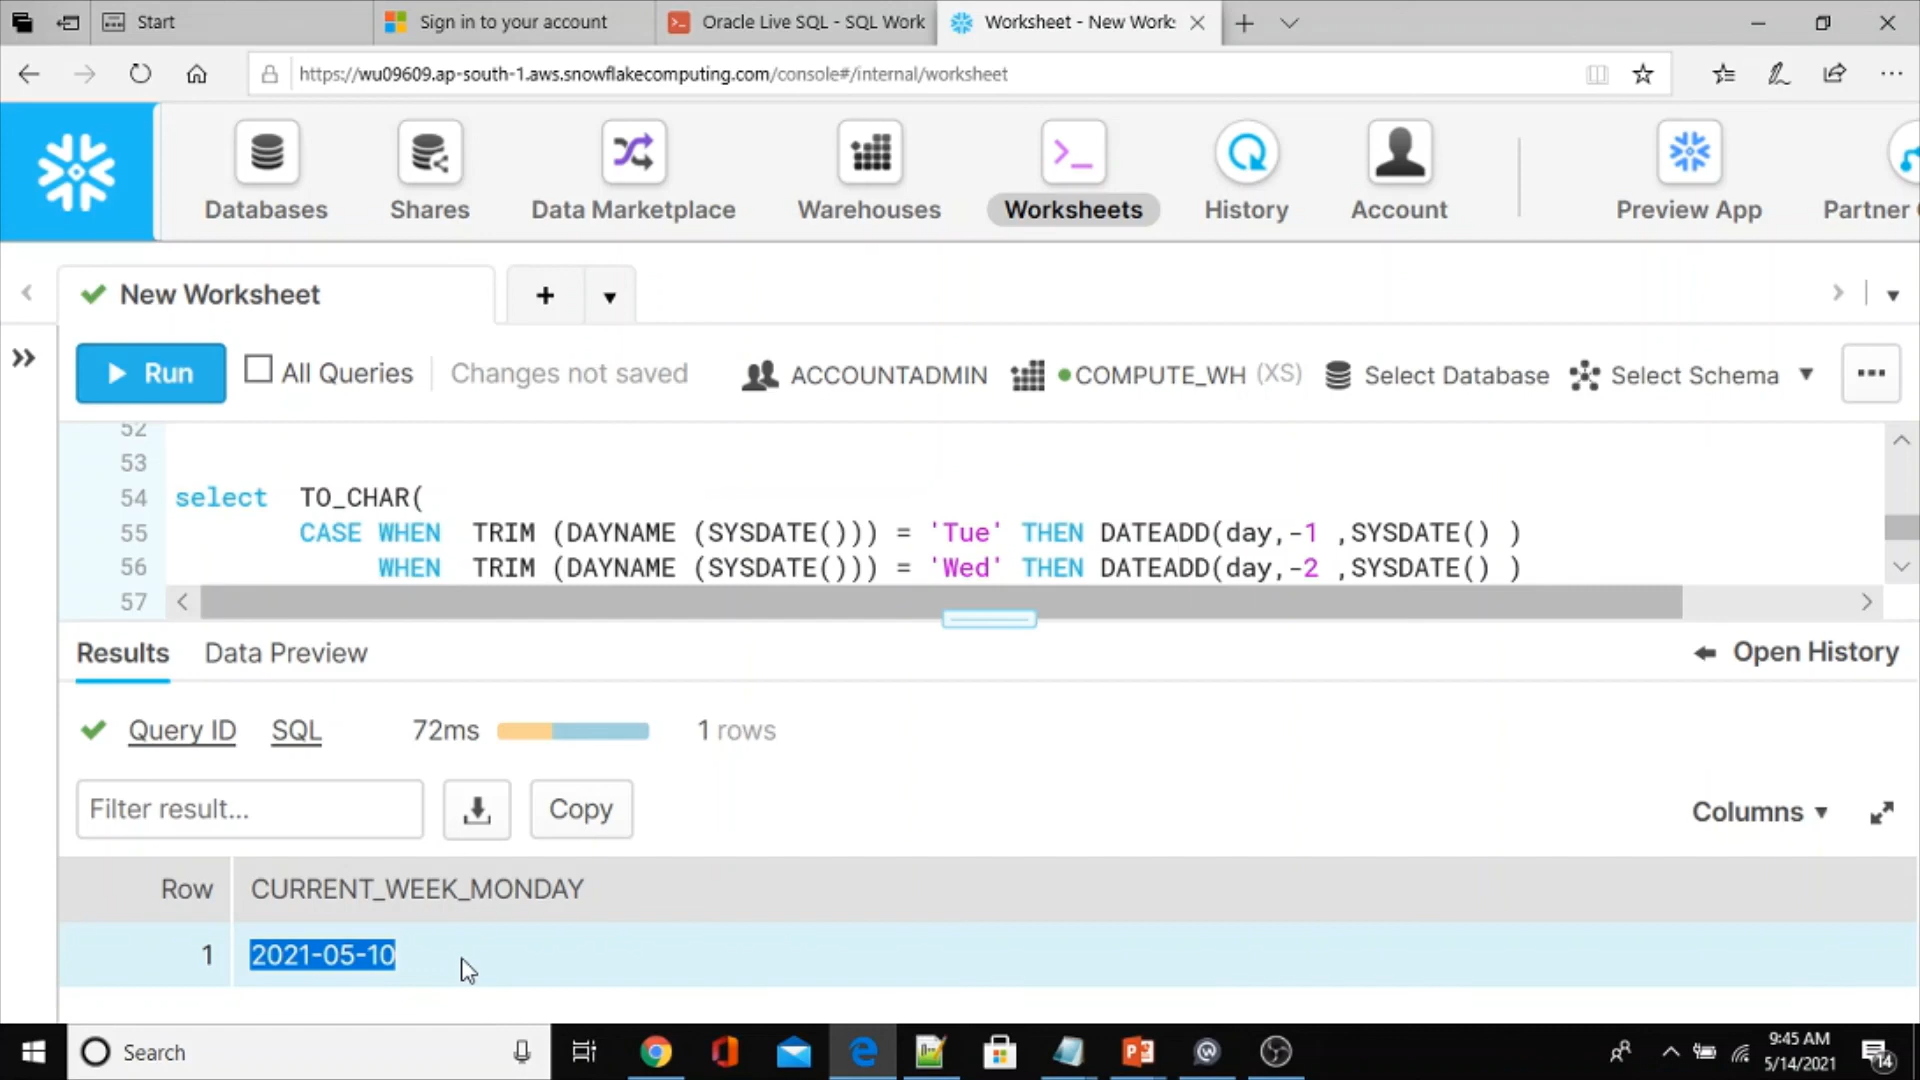 Start
Sign in to your account
Oracle Live SQL - SQL Work
Worksheet - New Work
https://wu09609.ap-south-1.aws.snowflakecomputing.com/console#/internal/worksheet
Databases
Shares
Data Marketplace
Warehouses
Worksheets
History
Account
Preview App
Partner
New Worksheet
Run
All Queries
Changes not saved
ACCOUNTADMIN
COMPUTE_WH (XS)
Select Database
Select Schema
52
53
54 select TO_CHAR(
55 CASE WHEN TRIM (DAYNAME (SYSDATE())) = 'Tue' THEN DATEADD(day,-1 ,SYSDATE() )
56 WHEN TRIM (DAYNAME (SYSDATE())) = 'Wed' THEN DATEADD(day,-2 ,SYSDATE() )
57
Results
Data Preview
Open History
Query ID
SQL
72ms
1 rows
Filter result...
Copy
Columns
Row
CURRENT_WEEK_MONDAY
1
2021-05-10
Search
9:45 AM
5/14/2021
14